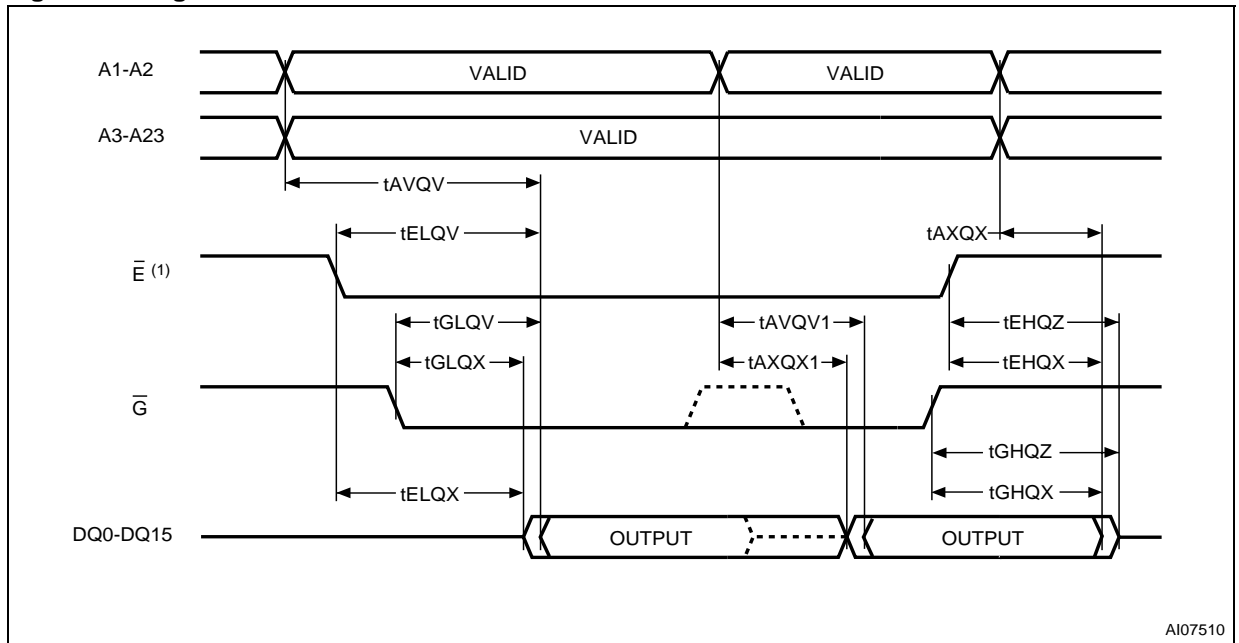 A1-A2 VALID VALID
A3-A23 VALID
tAVQV
tELQV tAXQX
E (1)
tGLQV tAVQV1 tEHQZ
tGLQX tAXQX1 tEHQX
G
tGHQZ
tELQX tGHQX
DQ0-DQ15 OUTPUT OUTPUT
AI07510